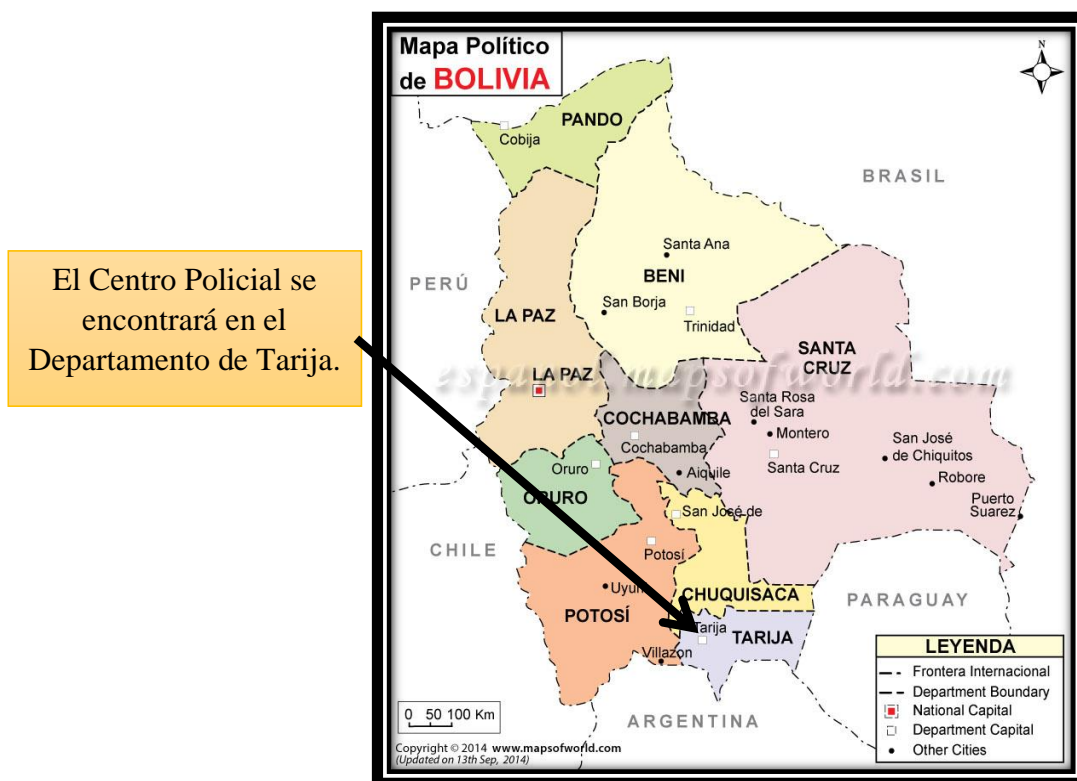 El Centro Policial se
encontrará en el
Departamento de Tarija.
Mapa Político
de BOLIVIA
N
PANDO
Cobija
BRASIL
Santa Ana
BENI
PERÚ
San Borja
Trinidad
LA PAZ
SANTA
CRUZ
LA PAZ
español.mapsofworld.com
Santa Rosa
del Sara
COCHABAMBA
Cochabamba
Montero
San José
de Chiquitos
Oruro
Aiquile
Santa Cruz
Robore
ORURO
Puerto
Suarez
San José de
CHILE
Potosí
Uyuni
CHUQUISACA
PARAGUAY
POTOSÍ
Tarija
TARIJA
Villazon
LEYENDA
Frontera Internacional
Department Boundary
National Capital
Department Capital
Other Cities
0 50 100 Km
ARGENTINA
Copyright © 2014 www.mapsofworld.com
(Updated on 13th Sep, 2014)